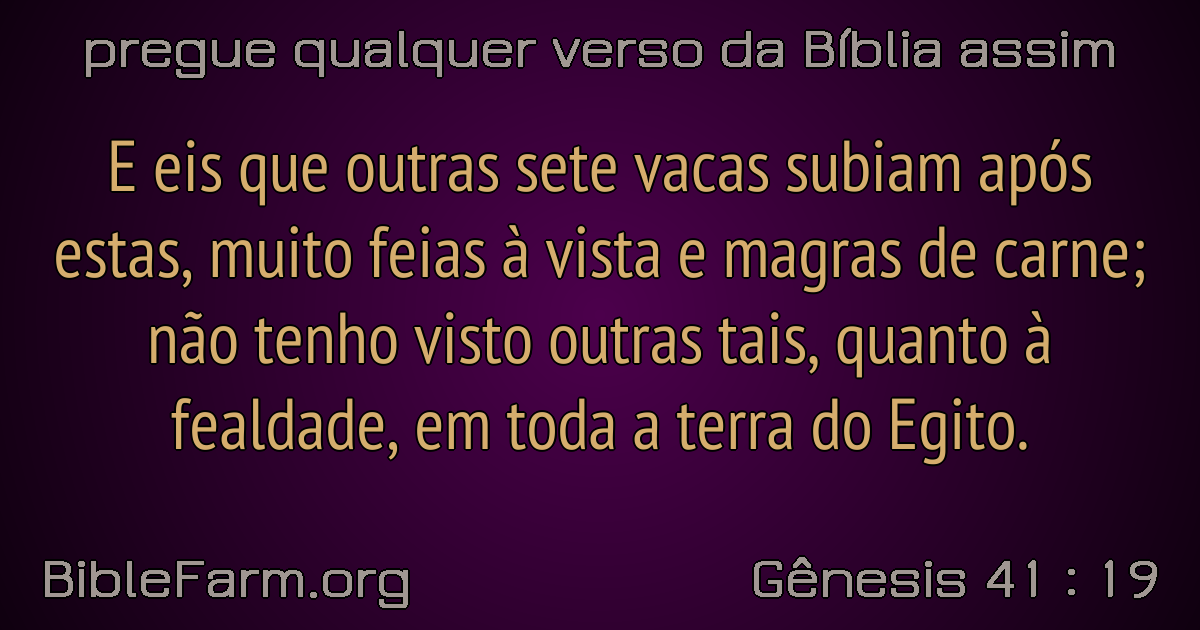 pregue qualquer verso da Bíblia assim
E eis que outras sete vacas subiam após
estas, muito feias à vista e magras de carne;
não tenho visto outras tais, quanto à
fealdade, em toda a terra do Egito.
BibleFarm.org
Gênesis 41 : 19